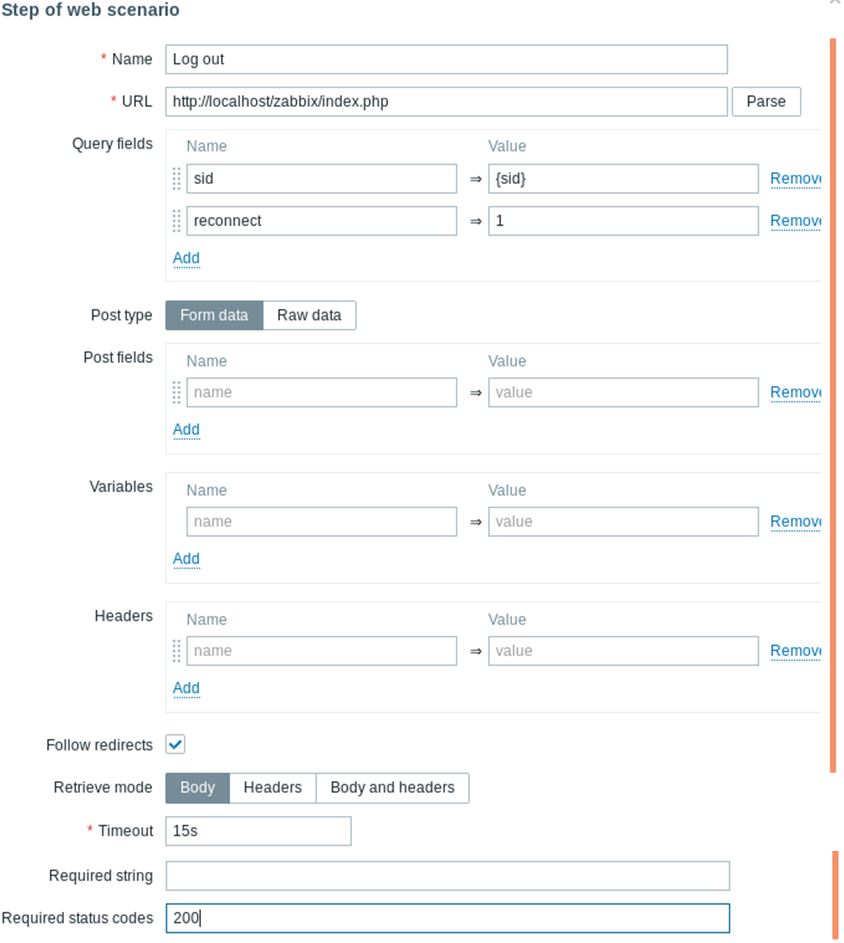 Step of web scenario
* Name Log out
* URL http://localhost/zabbix/index.php Parse
Query fields Name Value
sid ⇒ {sid} Remove
reconnect ⇒ 1 Remove
Add
Post type Form data Raw data
Post fields Name Value
name ⇒ value Remove
Add
Variables Name Value
name ⇒ value Remove
Add
Headers Name Value
name ⇒ value Remove
Add
Follow redirects
Retrieve mode Body Headers Body and headers
* Timeout 15s
Required string
Required status codes 200